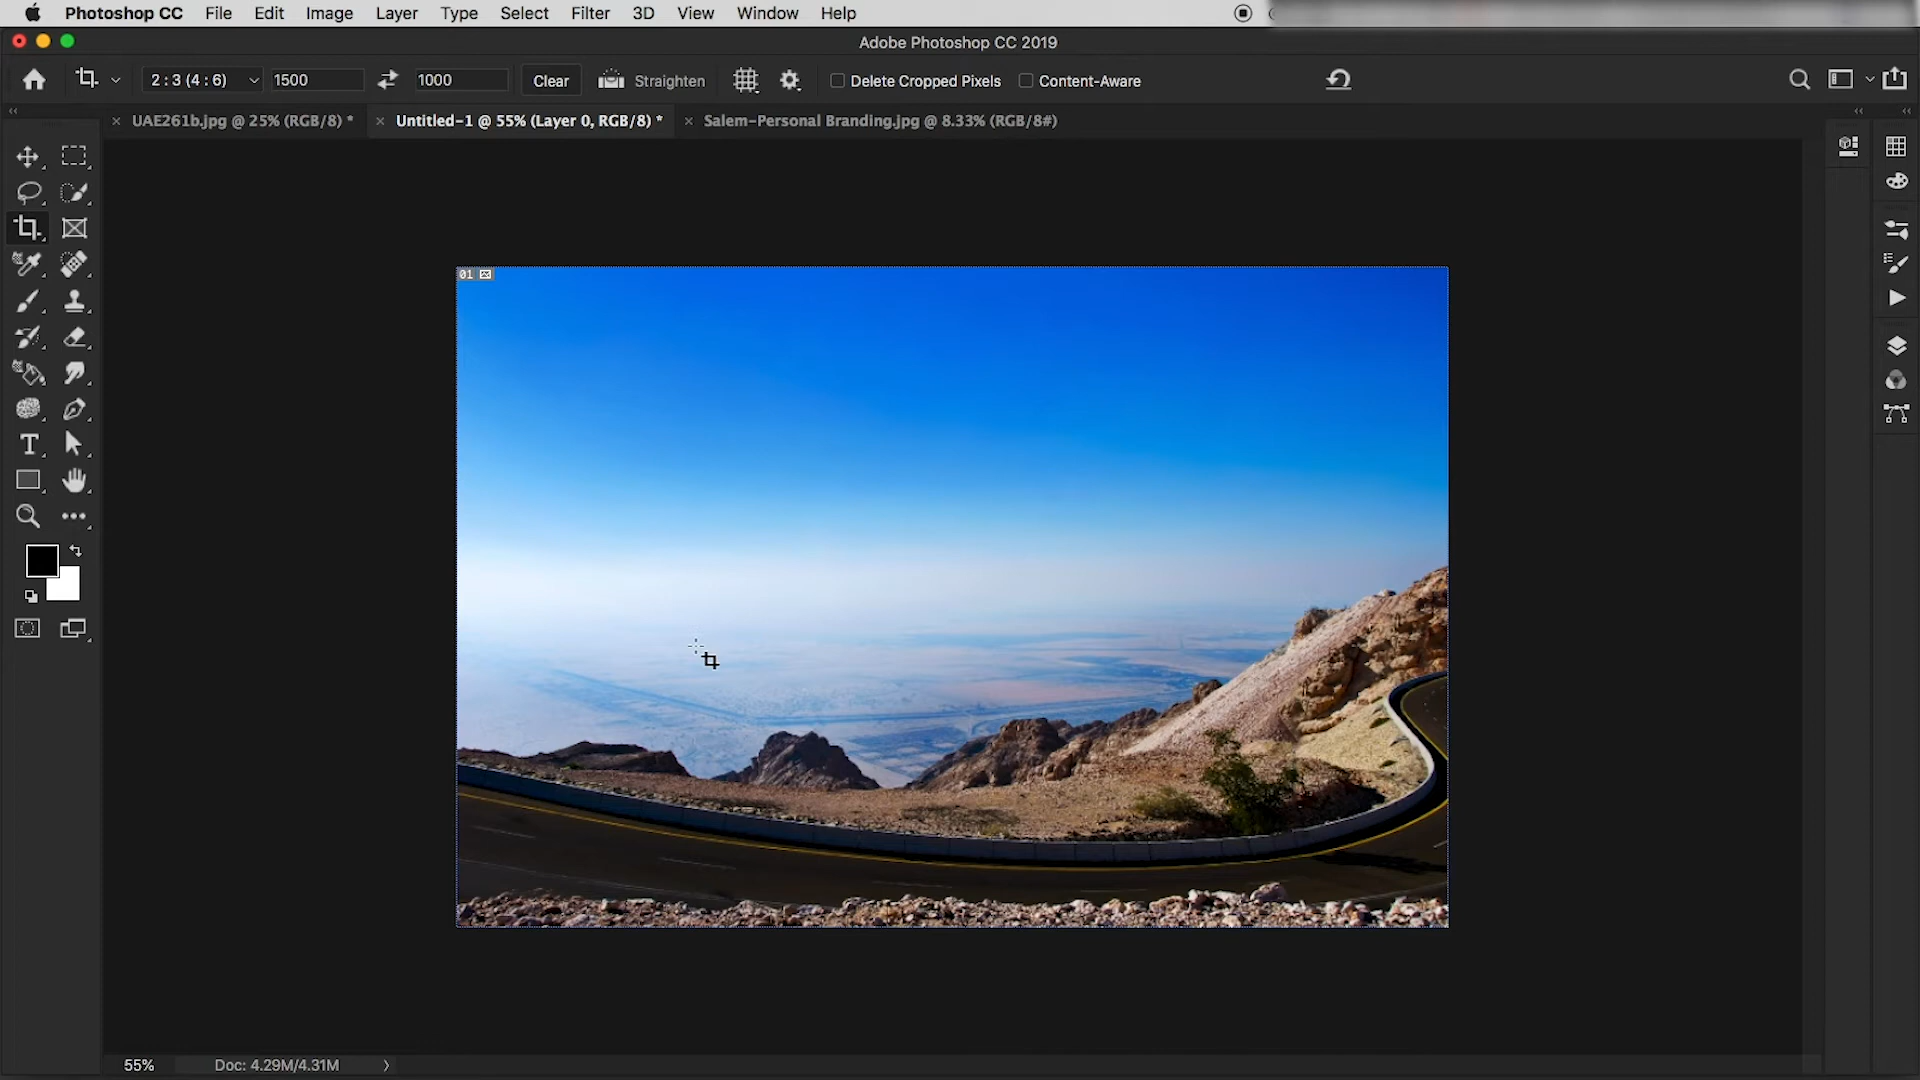 Photoshop CC File Edit Image Layer Type Select Filter 3D View Window Help
Adobe Photoshop CC 2019
2 : 3 (4 : 6) 1500 1000 Clear Straighten Delete Cropped Pixels Content-Aware
UAE261b.jpg @ 25% (RGB/8) * Untitled-1 @ 55% (Layer 0, RGB/8) * Salem-Personal Branding.jpg @ 8.33% (RGB/8#)
01
55% Doc: 4.29M/4.31M